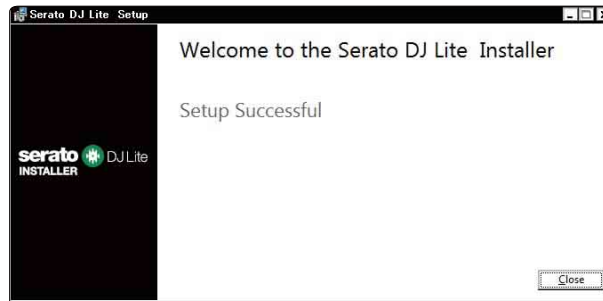 Serato DJ Lite Setup
Welcome to the Serato DJ Lite Installer
Setup Successful
serato DJ Lite
INSTALLER
Close